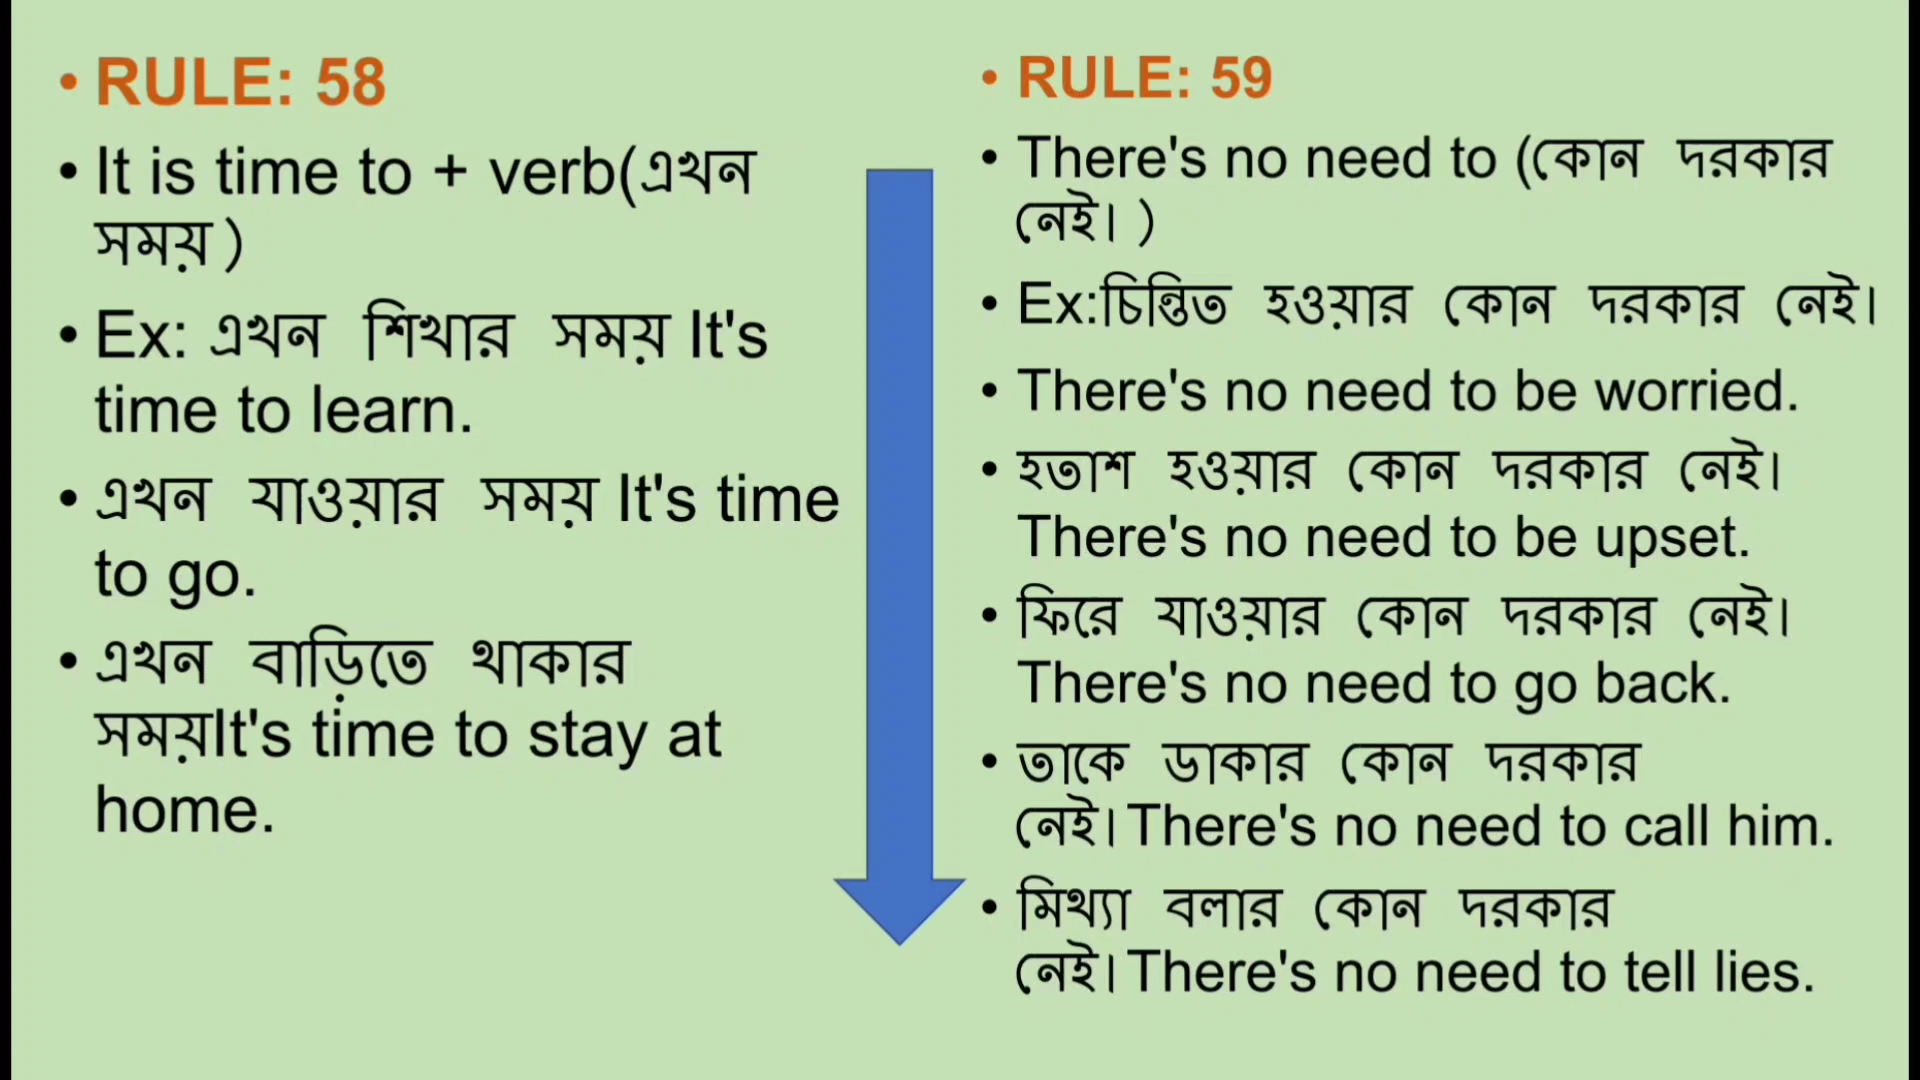 • RULE: 58
• It is time to + verb(এখন
সময়)
• Ex: এখন শিখার সময় It's
time to learn.
• এখন যাওয়ার সময় It's time
to go.
• এখন বাড়িতে থাকার
সময়It's time to stay at
home.
• RULE: 59
• There's no need to (কোন দরকার
নেই। )
• Ex:চিন্তিত হওয়ার কোন দরকার নেই।
• There's no need to be worried.
• হতাশ হওয়ার কোন দরকার নেই।
There's no need to be upset.
• ফিরে যাওয়ার কোন দরকার নেই।
There's no need to go back.
• তাকে ডাকার কোন দরকার
নেই। There's no need to call him.
• মিথ্যা বলার কোন দরকার
নেই। There's no need to tell lies.